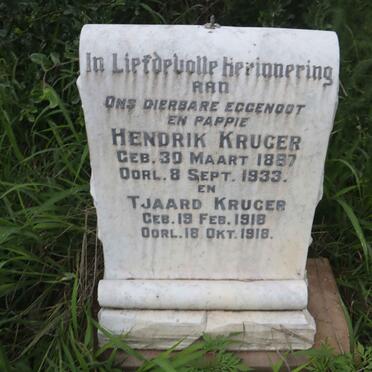 In Liefdevolle Herinnering
aan
Ons dierbare eggenoot
en pappie
Hendrik Kruger
Geb. 30 Maart 1887
Oorl. 8 Sept. 1933.
en
Tjaard Kruger
Geb. 19 Feb. 1918
Oorl. 18 Okt. 1918.